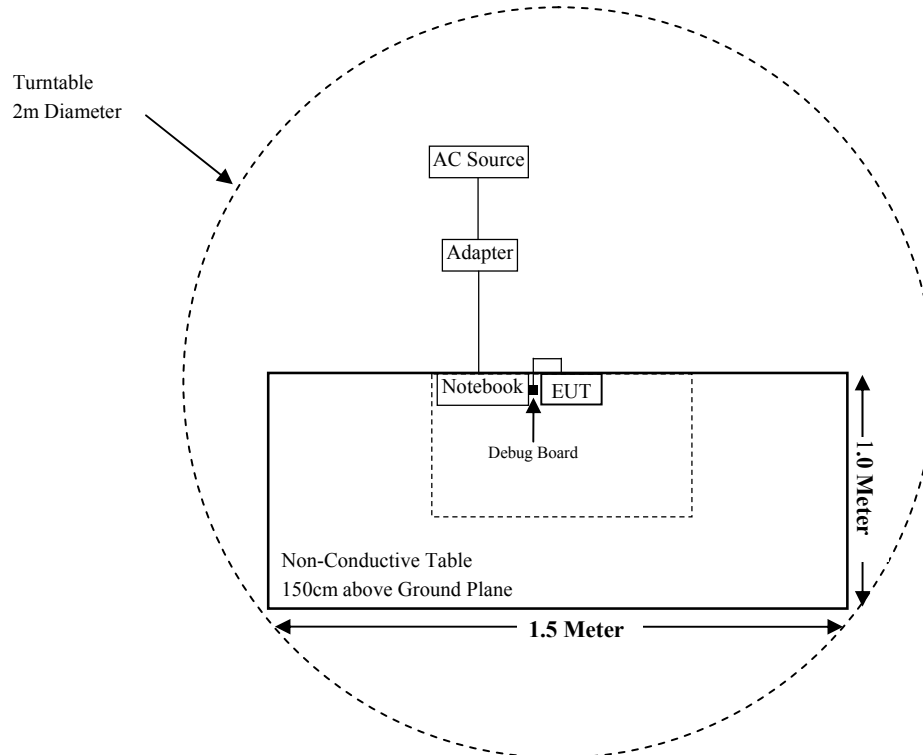 Turntable
2m Diameter
AC Source
Adapter
Notebook
EUT
Debug Board
1.0 Meter
Non-Conductive Table
150cm above Ground Plane
1.5 Meter